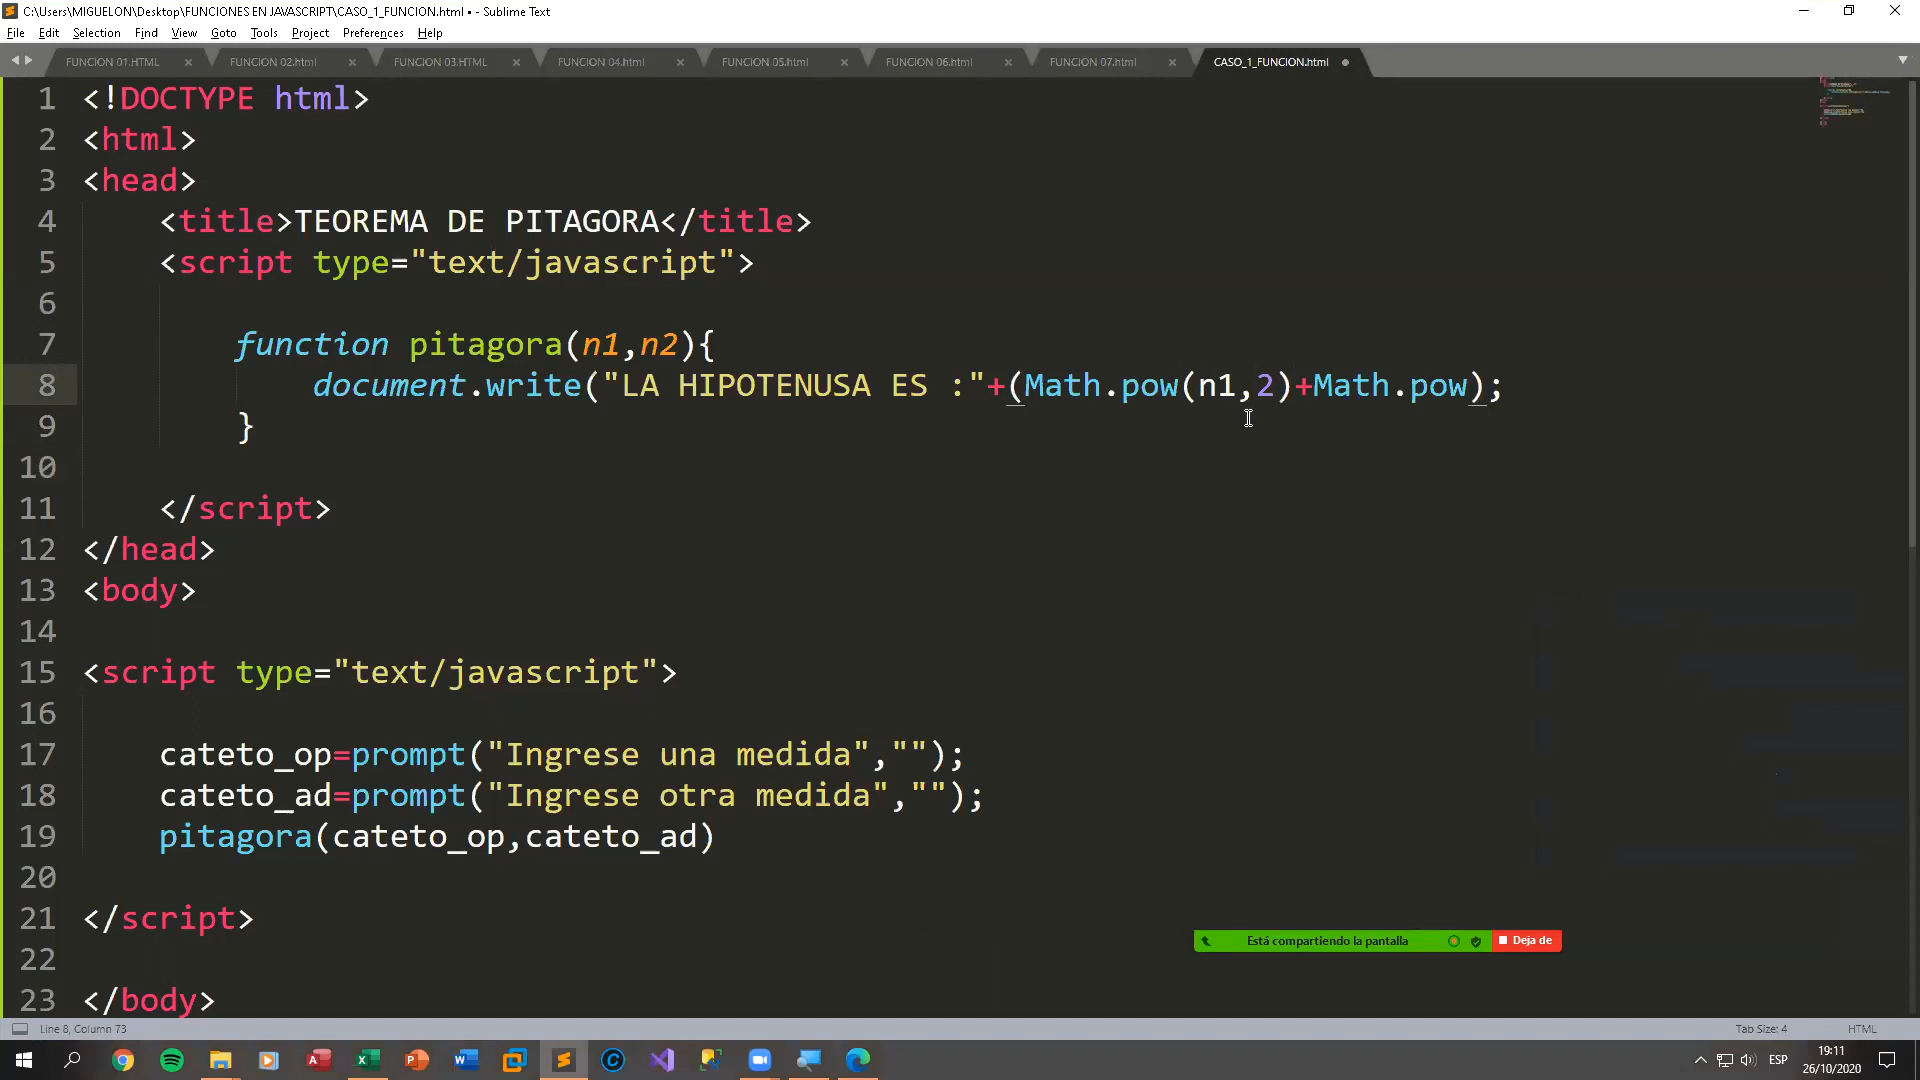 C:\Users\MIGUELON\Desktop\FUNCIONES EN JAVASCRIPT\CASO_1_FUNCION.html • - Sublime Text
File Edit Selection Find View Goto Tools Project Preferences Help
FUNCION 01.HTML FUNCION 02.html FUNCION 03.HTML FUNCION 04.html FUNCION 05.html FUNCION 06.html FUNCION 07.html CASO_1_FUNCION.html
1 <!DOCTYPE html>
2 <html>
3 <head>
4 <title>TEOREMA DE PITAGORA</title>
5 <script type="text/javascript">
6
7 function pitagora(n1,n2){
8 document.write("LA HIPOTENUSA ES :"+(Math.pow(n1,2)+Math.pow);
9 }
10
11 </script>
12 </head>
13 <body>
14
15 <script type="text/javascript">
16
17 cateto_op=prompt("Ingrese una medida","");
18 cateto_ad=prompt("Ingrese otra medida","");
19 pitagora(cateto_op,cateto_ad)
20
21 </script>
22
23 </body>
Está compartiendo la pantalla Deja de
Line 8, Column 73 Tab Size: 4 HTML
ESP 19:11
26/10/2020